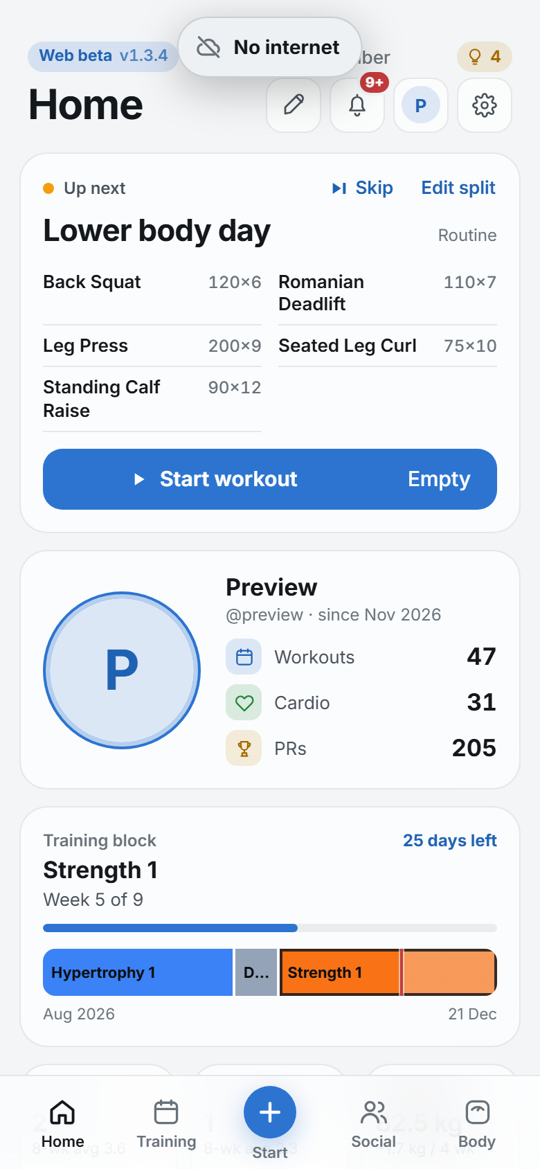 Web beta v1.3.4
No internet
4
Home
9+
P
Up next
Skip
Edit split
Lower body day
Routine
Back Squat
120×6
Romanian
Deadlift
110×7
Leg Press
200×9
Seated Leg Curl
75×10
Standing Calf
Raise
90×12
Start workout
Empty
P
Preview
@preview · since Nov 2026
Workouts
47
Cardio
31
PRs
205
Training block
25 days left
Strength 1
Week 5 of 9
Hypertrophy 1
D...
Strength 1
Aug 2026
21 Dec
Home
Training
Start
Social
Body